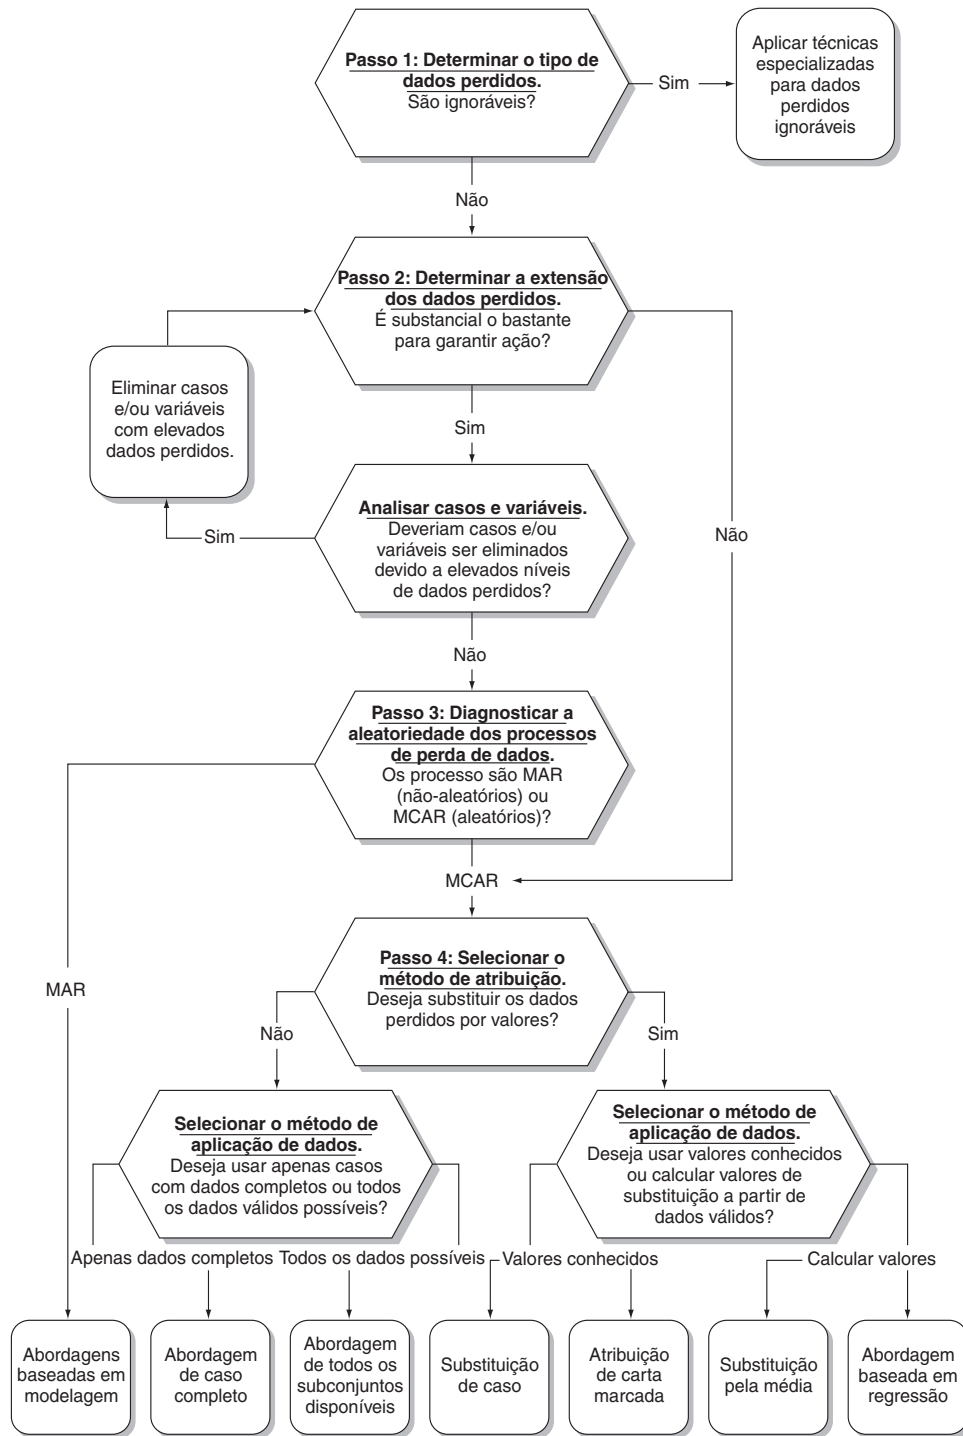 Passo 1: Determinar o tipo de
dados perdidos.
São ignoráveis?
Sim
Aplicar técnicas
especializadas
para dados
perdidos
ignoráveis
Não
Passo 2: Determinar a extensão
dos dados perdidos.
É substancial o bastante
para garantir ação?
Eliminar casos
e/ou variáveis
com elevados
dados perdidos.
Sim
Analisar casos e variáveis.
Deveriam casos e/ou
variáveis ser eliminados
devido a elevados níveis
de dados perdidos?
Sim
Não
Não
Passo 3: Diagnosticar a
aleatoriedade dos processos
de perda de dados.
Os processo são MAR
(não-aleatórios) ou
MCAR (aleatórios)?
MCAR
MAR
Passo 4: Selecionar o
método de atribuição.
Deseja substituir os dados
perdidos por valores?
Não
Sim
Selecionar o método de
aplicação de dados.
Deseja usar apenas casos
com dados completos ou todos
os dados válidos possíveis?
Selecionar o método de
aplicação de dados.
Deseja usar valores conhecidos
ou calcular valores de
substituição a partir de
dados válidos?
Apenas dados completos
Todos os dados possíveis
Valores conhecidos
Calcular valores
Abordagens
baseadas em
modelagem
Abordagem
de caso
completo
Abordagem
de todos os
subconjuntos
disponíveis
Substituição
de caso
Atribuição
de carta
marcada
Substituição
pela média
Abordagem
baseada em
regressão